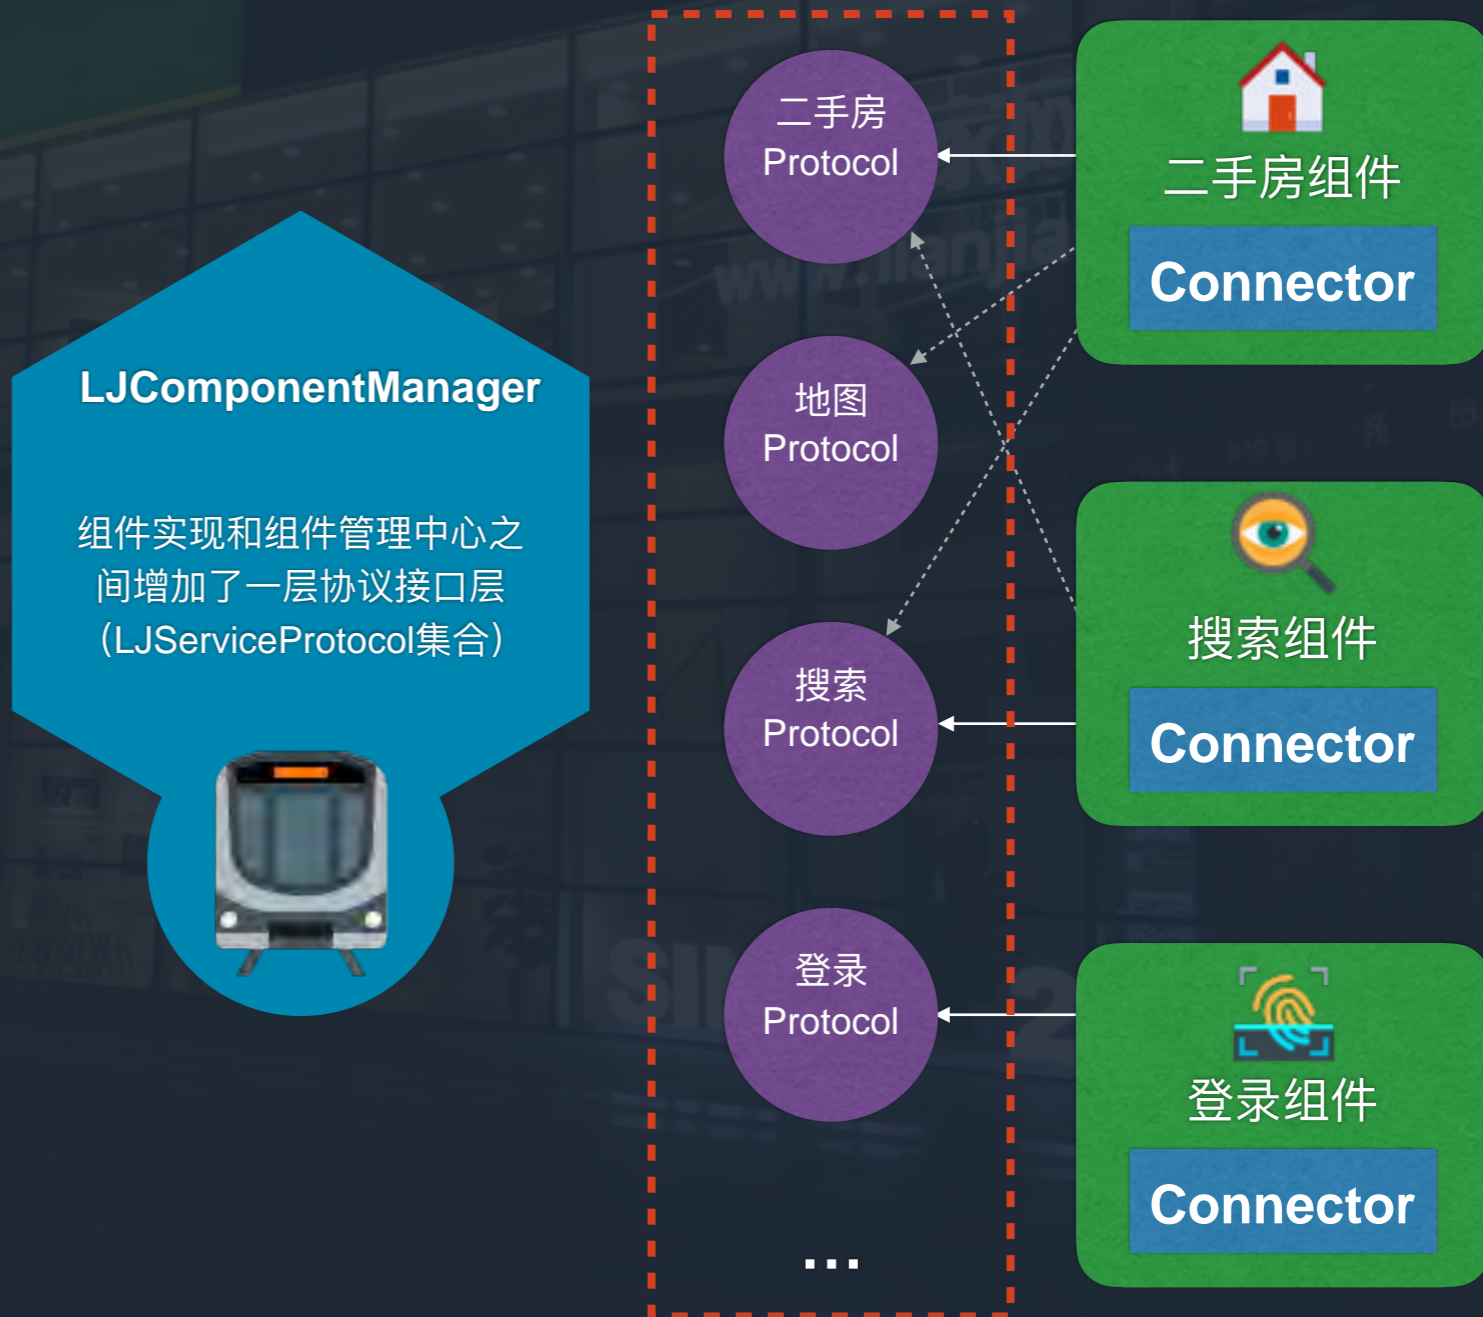 LJComponentManager
组件实现和组件管理中心之
间增加了一层协议接口层
（LJServiceProtocol集合）
二手房
Protocol
地图
Protocol
搜索
Protocol
登录
Protocol
...
二手房组件
Connector
搜索组件
Connector
登录组件
Connector
www.lianjia